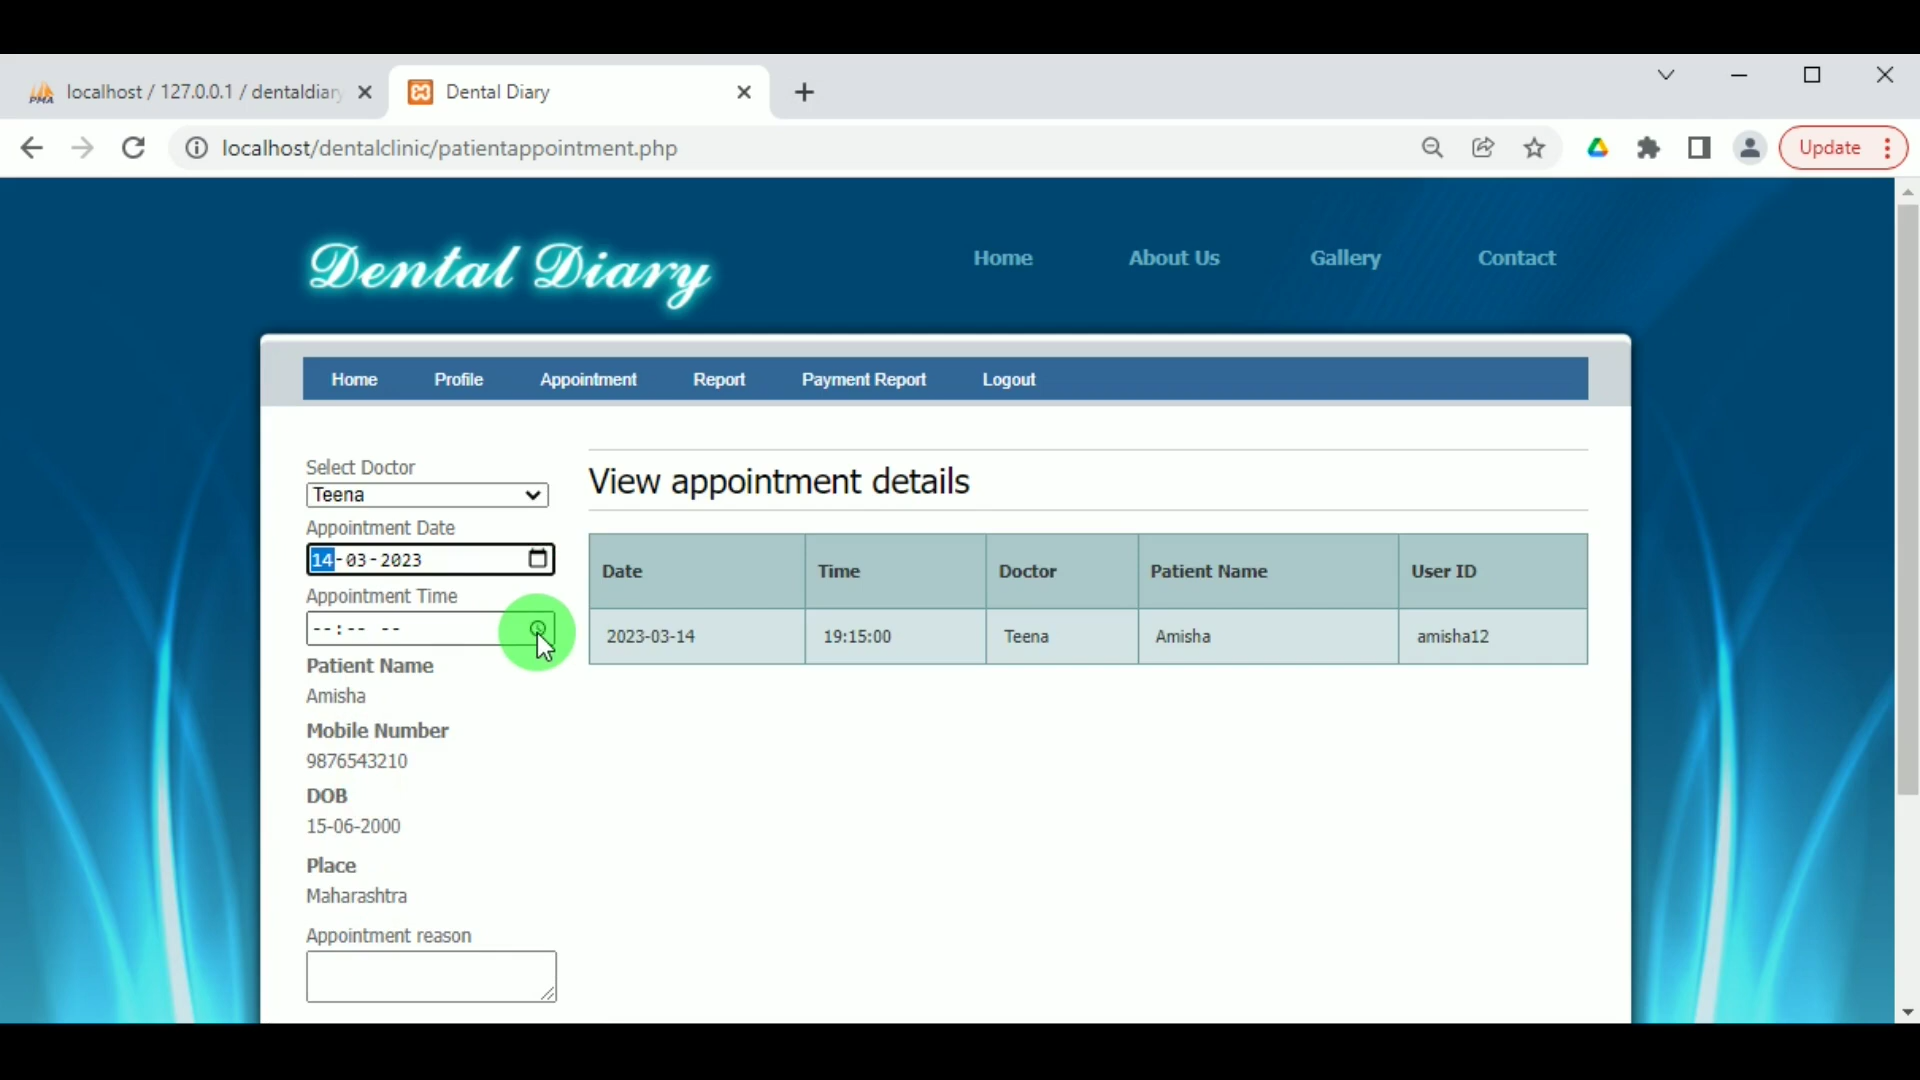 localhost / 127.0.0.1 / dentaldiary
Dental Diary
localhost/dentalclinic/patientappointment.php
Update
Dental Diary
Home About Us Gallery Contact
Home Profile Appointment Report Payment Report Logout
Select Doctor
Teena
Appointment Date
14-03-2023
Appointment Time
--:-- --
Patient Name
Amisha
Mobile Number
9876543210
DOB
15-06-2000
Place
Maharashtra
Appointment reason
View appointment details
Date Time Doctor Patient Name User ID
2023-03-14 19:15:00 Teena Amisha amisha12